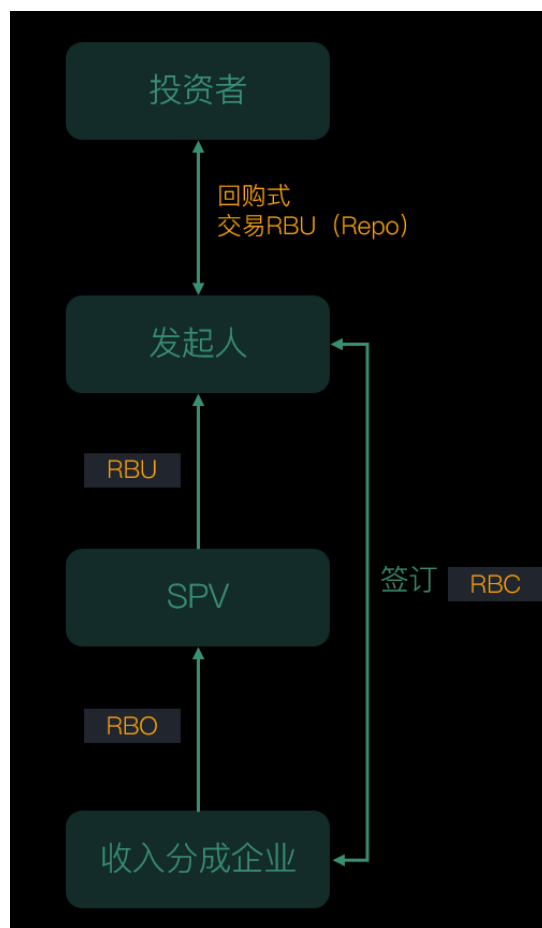 投资者
回购式
交易RBU（Repo）
发起人
RBU
SPV
签订 RBC
RBO
收入分成企业